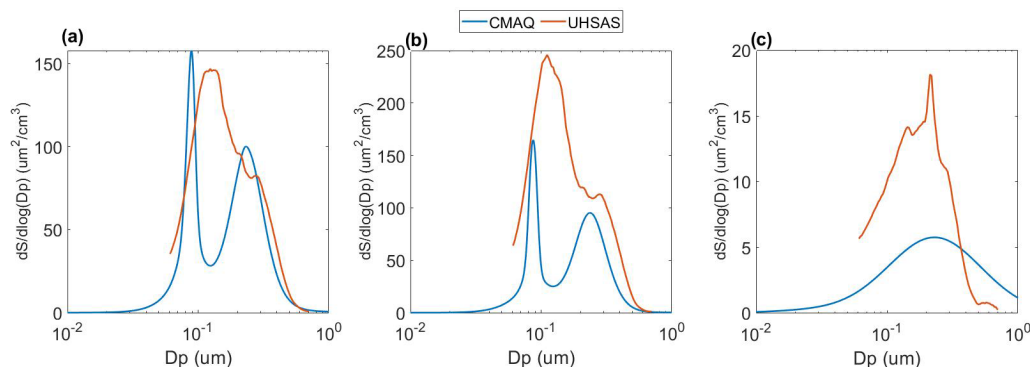 CMAQ UHSAS
(a)
dS/dlog(Dp) (um²/cm³)
150
100
50
0
10⁻² 10⁻¹ 10⁰
Dp (um)
(b)
dS/dlog(Dp) (um²/cm³)
250
200
150
100
50
0
10⁻² 10⁻¹ 10⁰
Dp (um)
(c)
dS/dlog(Dp) (um²/cm³)
20
15
10
5
0
10⁻² 10⁻¹ 10⁰
Dp (um)